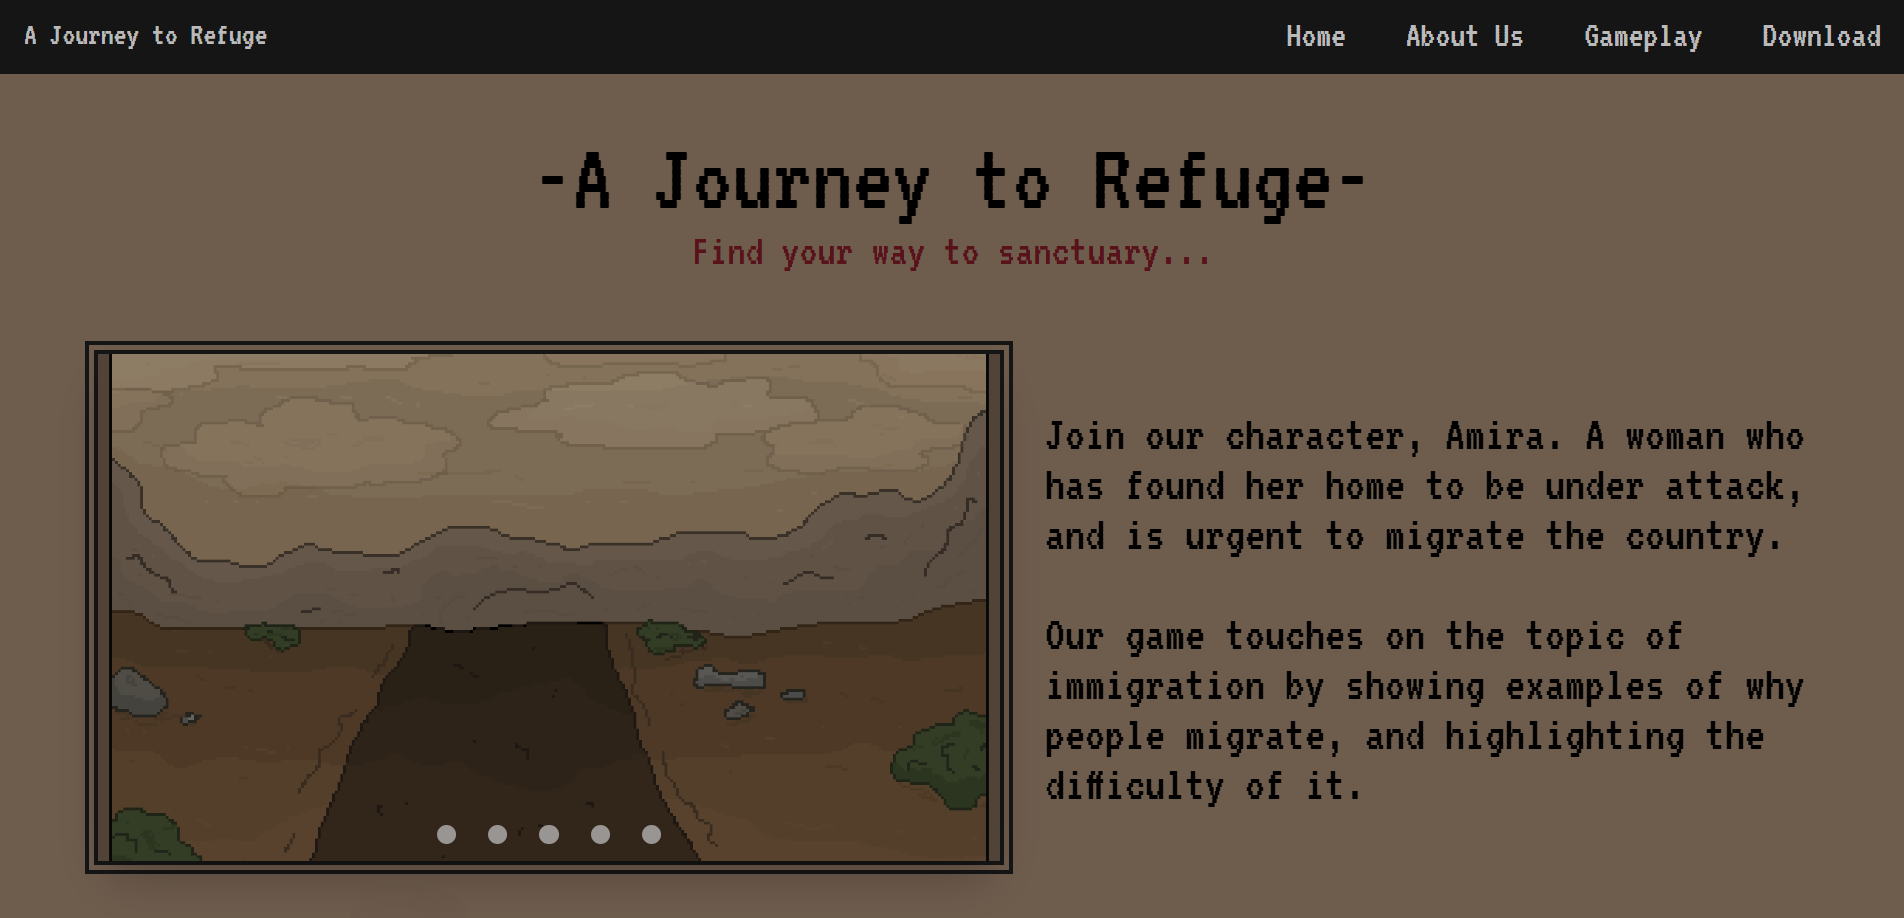 A Journey to Refuge
Home
About Us
Gameplay
Download
-A Journey to Refuge-
Find your way to sanctuary...
Join our character, Amira. A woman who
has found her home to be under attack,
and is urgent to migrate the country.
Our game touches on the topic of
immigration by showing examples of why
people migrate, and highlighting the
difficulty of it.